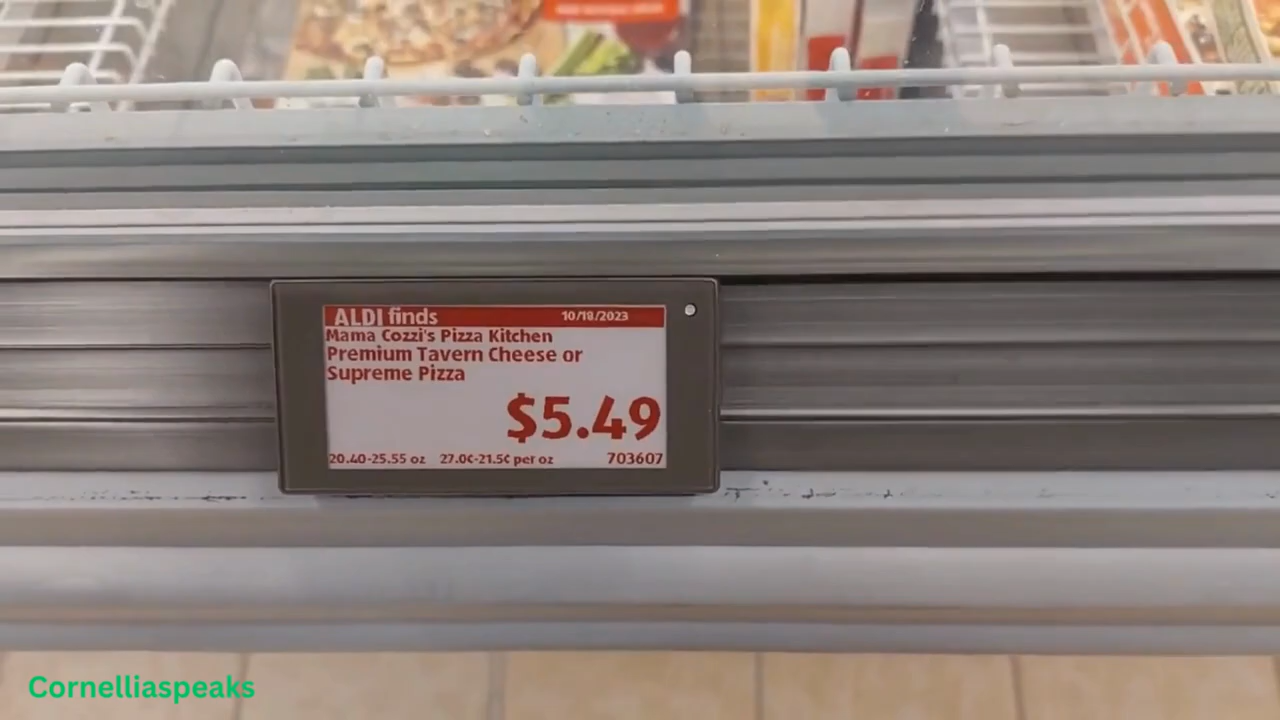 ALDI finds 10/18/2023
Mama Cozzi's Pizza Kitchen
Premium Tavern Cheese or
Supreme Pizza
$5.49
20.40-25.55 oz 27.0¢-21.5¢ per oz 703607
Cornelliaspeaks